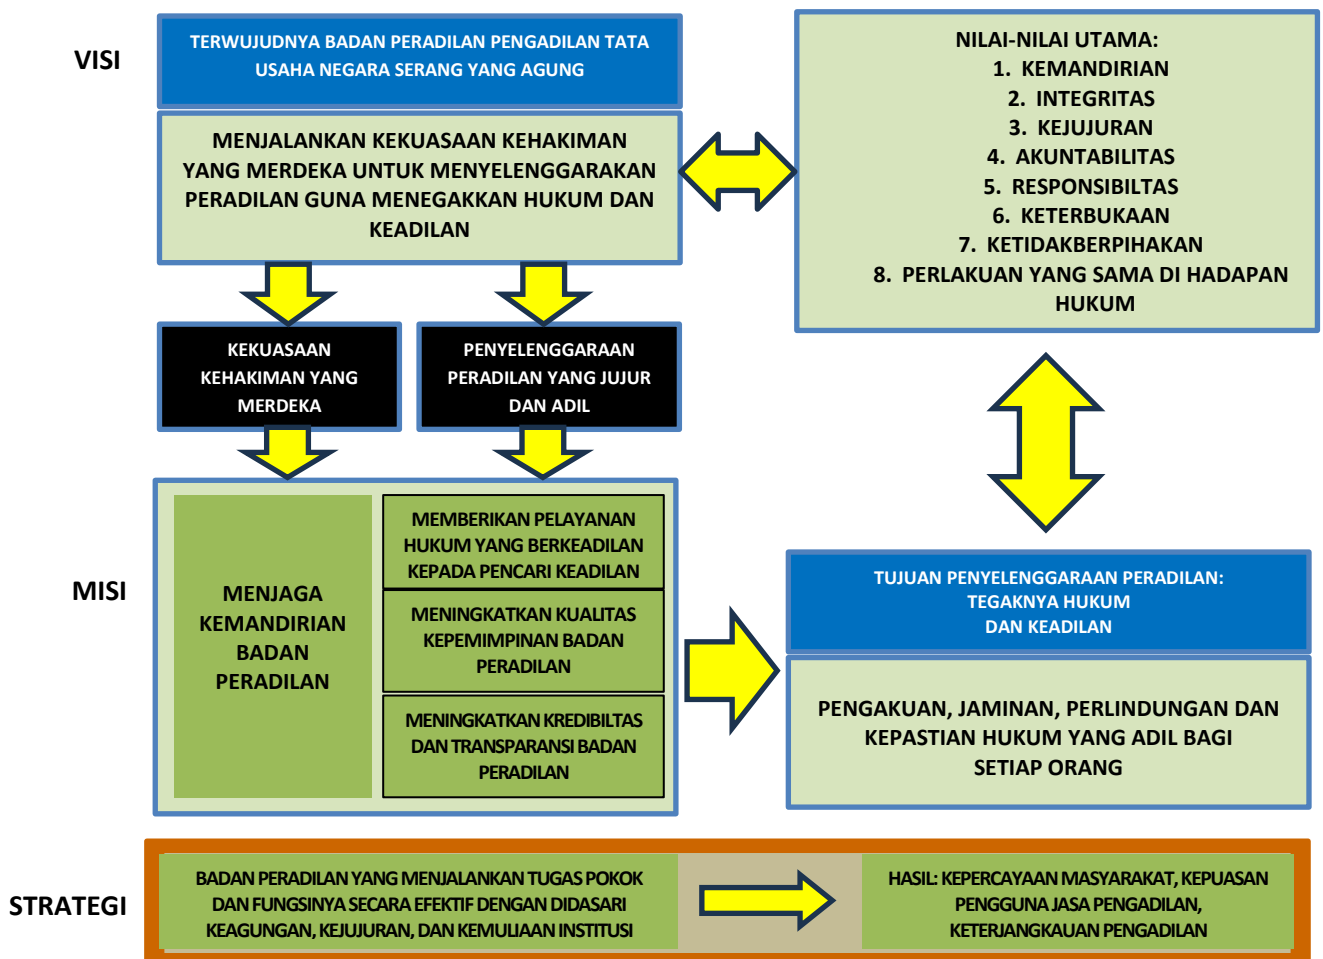 VISI
TERWUJUDNYA BADAN PERADILAN PENGADILAN TATA
USAHA NEGARA SERANG YANG AGUNG
MENJALANKAN KEKUASAAN KEHAKIMAN
YANG MERDEKA UNTUK MENYELENGGARAKAN
PERADILAN GUNA MENEGAKKAN HUKUM DAN
KEADILAN
NILAI-NILAI UTAMA:
1. KEMANDIRIAN
2. INTEGRITAS
3. KEJUJURAN
4. AKUNTABILITAS
5. RESPONSIBILTAS
6. KETERBUKAAN
7. KETIDAKBERPIHAKAN
8. PERLAKUAN YANG SAMA DI HADAPAN
HUKUM
KEKUASAAN
KEHAKIMAN YANG
MERDEKA
PENYELENGGARAAN
PERADILAN YANG JUJUR
DAN ADIL
MISI
MENJAGA
KEMANDIRIAN
BADAN
PERADILAN
MEMBERIKAN PELAYANAN
HUKUM YANG BERKEADILAN
KEPADA PENCARI KEADILAN
MENINGKATKAN KUALITAS
KEPEMIMPINAN BADAN
PERADILAN
MENINGKATKAN KREDIBILTAS
DAN TRANSPARANSI BADAN
PERADILAN
TUJUAN PENYELENGGARAAN PERADILAN:
TEGAKNYA HUKUM
DAN KEADILAN
PENGAKUAN, JAMINAN, PERLINDUNGAN DAN
KEPASTIAN HUKUM YANG ADIL BAGI
SETIAP ORANG
STRATEGI
BADAN PERADILAN YANG MENJALANKAN TUGAS POKOK
DAN FUNGSINYA SECARA EFEKTIF DENGAN DIDASARI
KEAGUNGAN, KEJUJURAN, DAN KEMULIAAN INSTITUSI
HASIL: KEPERCAYAAN MASYARAKAT, KEPUASAN
PENGGUNA JASA PENGADILAN,
KETERJANGKAUAN PENGADILAN